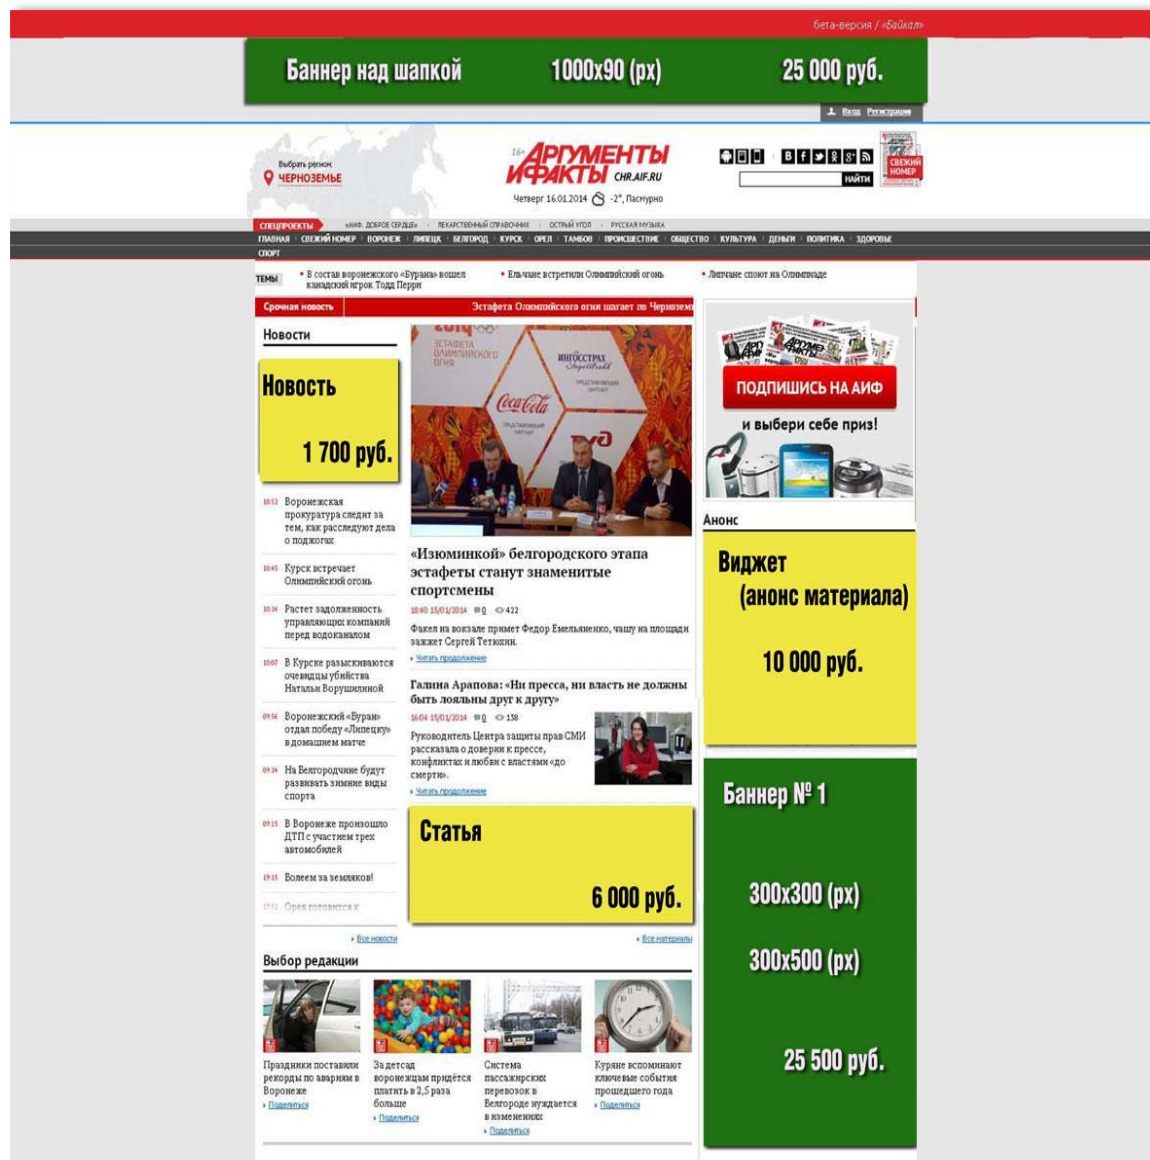 бета-версия / «Байкал»
Баннер над шапкой 1000x90 (px) 25 000 руб.
Вход Регистрация
Выбрать регион:
ЧЕРНОЗЕМЬЕ
16+ АРГУМЕНТЫ
И ФАКТЫ CHR.AIF.RU
Четверг 16.01.2014 -2°, Пасмурно
НАЙТИ
СВЕЖИЙ
НОМЕР
СПЕЦПРОЕКТЫ «АИФ. ДОБРОЕ СЕРДЦЕ» ЛЕКАРСТВЕННЫЙ СПРАВОЧНИК ОСТРЫЙ УГОЛ РУССКАЯ МУЗЫКА
ГЛАВНАЯ СВЕЖИЙ НОМЕР ВОРОНЕЖ ЛИПЕЦК БЕЛГОРОД КУРСК ОРЕЛ ТАМБОВ ПРОИСШЕСТВИЕ ОБЩЕСТВО КУЛЬТУРА ДЕНЬГИ ПОЛИТИКА ЗДОРОВЬЕ
СПОРТ
ТЕМЫ
• В состав воронежского «Бурана» вошел
канадский игрок Тодд Перри
• Ельчане встретили Олимпийский огонь
• Липчане споют на Олимпиаде
Срочная новость Эстафета Олимпийского огня шагает по Черноземь
Новости
Новость
1 700 руб.
10:53 Воронежская
прокуратура следит за
тем, как расследуют дела
о поджогах
10:45 Курск встречает
Олимпийский огонь
10:34 Растет задолженность
управляющих компаний
перед водоканалом
10:07 В Курске разыскиваются
очевидцы убийства
Натальи Ворушилиной
09:56 Воронежский «Буран»
отдал победу «Липецку»
в домашнем матче
09:24 На Белгородчине будут
развивать зимние виды
спорта
09:15 В Воронеже произошло
ДТП с участием трех
автомобилей
19:15 Болеем за земляков!
Орел готовится к
Все новости
ЭСТАФЕТА
ОЛИМПИЙСКОГО
ОГНЯ
ИНГОССТРАХ
Ingosstrakh
ПРЕДСТАВЛЯЮЩИЙ
ПАРТНЕР
Coca-Cola
ПРЕДСТАВЛЯЮЩИЙ
ПАРТНЕР
«Изюминкой» белгородского этапа
эстафеты станут знаменитые
спортсмены
18:40 15/01/2014 0 422
Факел на вокзале примет Федор Емельяненко, чашу на площади
зажжет Сергей Тетюхин.
Читать продолжение
Галина Арапова: «Ни пресса, ни власть не должны
быть лояльны друг к другу»
16:04 15/01/2014 0 138
Руководитель Центра защиты прав СМИ
рассказала о доверии к прессе,
конфликтах и любви с властями «до
смерти».
Читать продолжение
Статья
6 000 руб.
Все материалы
ПОДПИШИСЬ НА АИФ
и выбери себе приз!
Анонс
Виджет
(анонс материала)
10 000 руб.
Баннер № 1
300x300 (px)
300x500 (px)
25 500 руб.
Выбор редакции
Праздники поставили
рекорды по авариям в
Воронеже
Поделиться
За детсад
воронежцам придётся
платить в 2,5 раза
больше
Поделиться
Система
пассажирских
перевозок в
Белгороде нуждается
в изменениях
Поделиться
Куряне вспоминают
ключевые события
прошедшего года
Поделиться